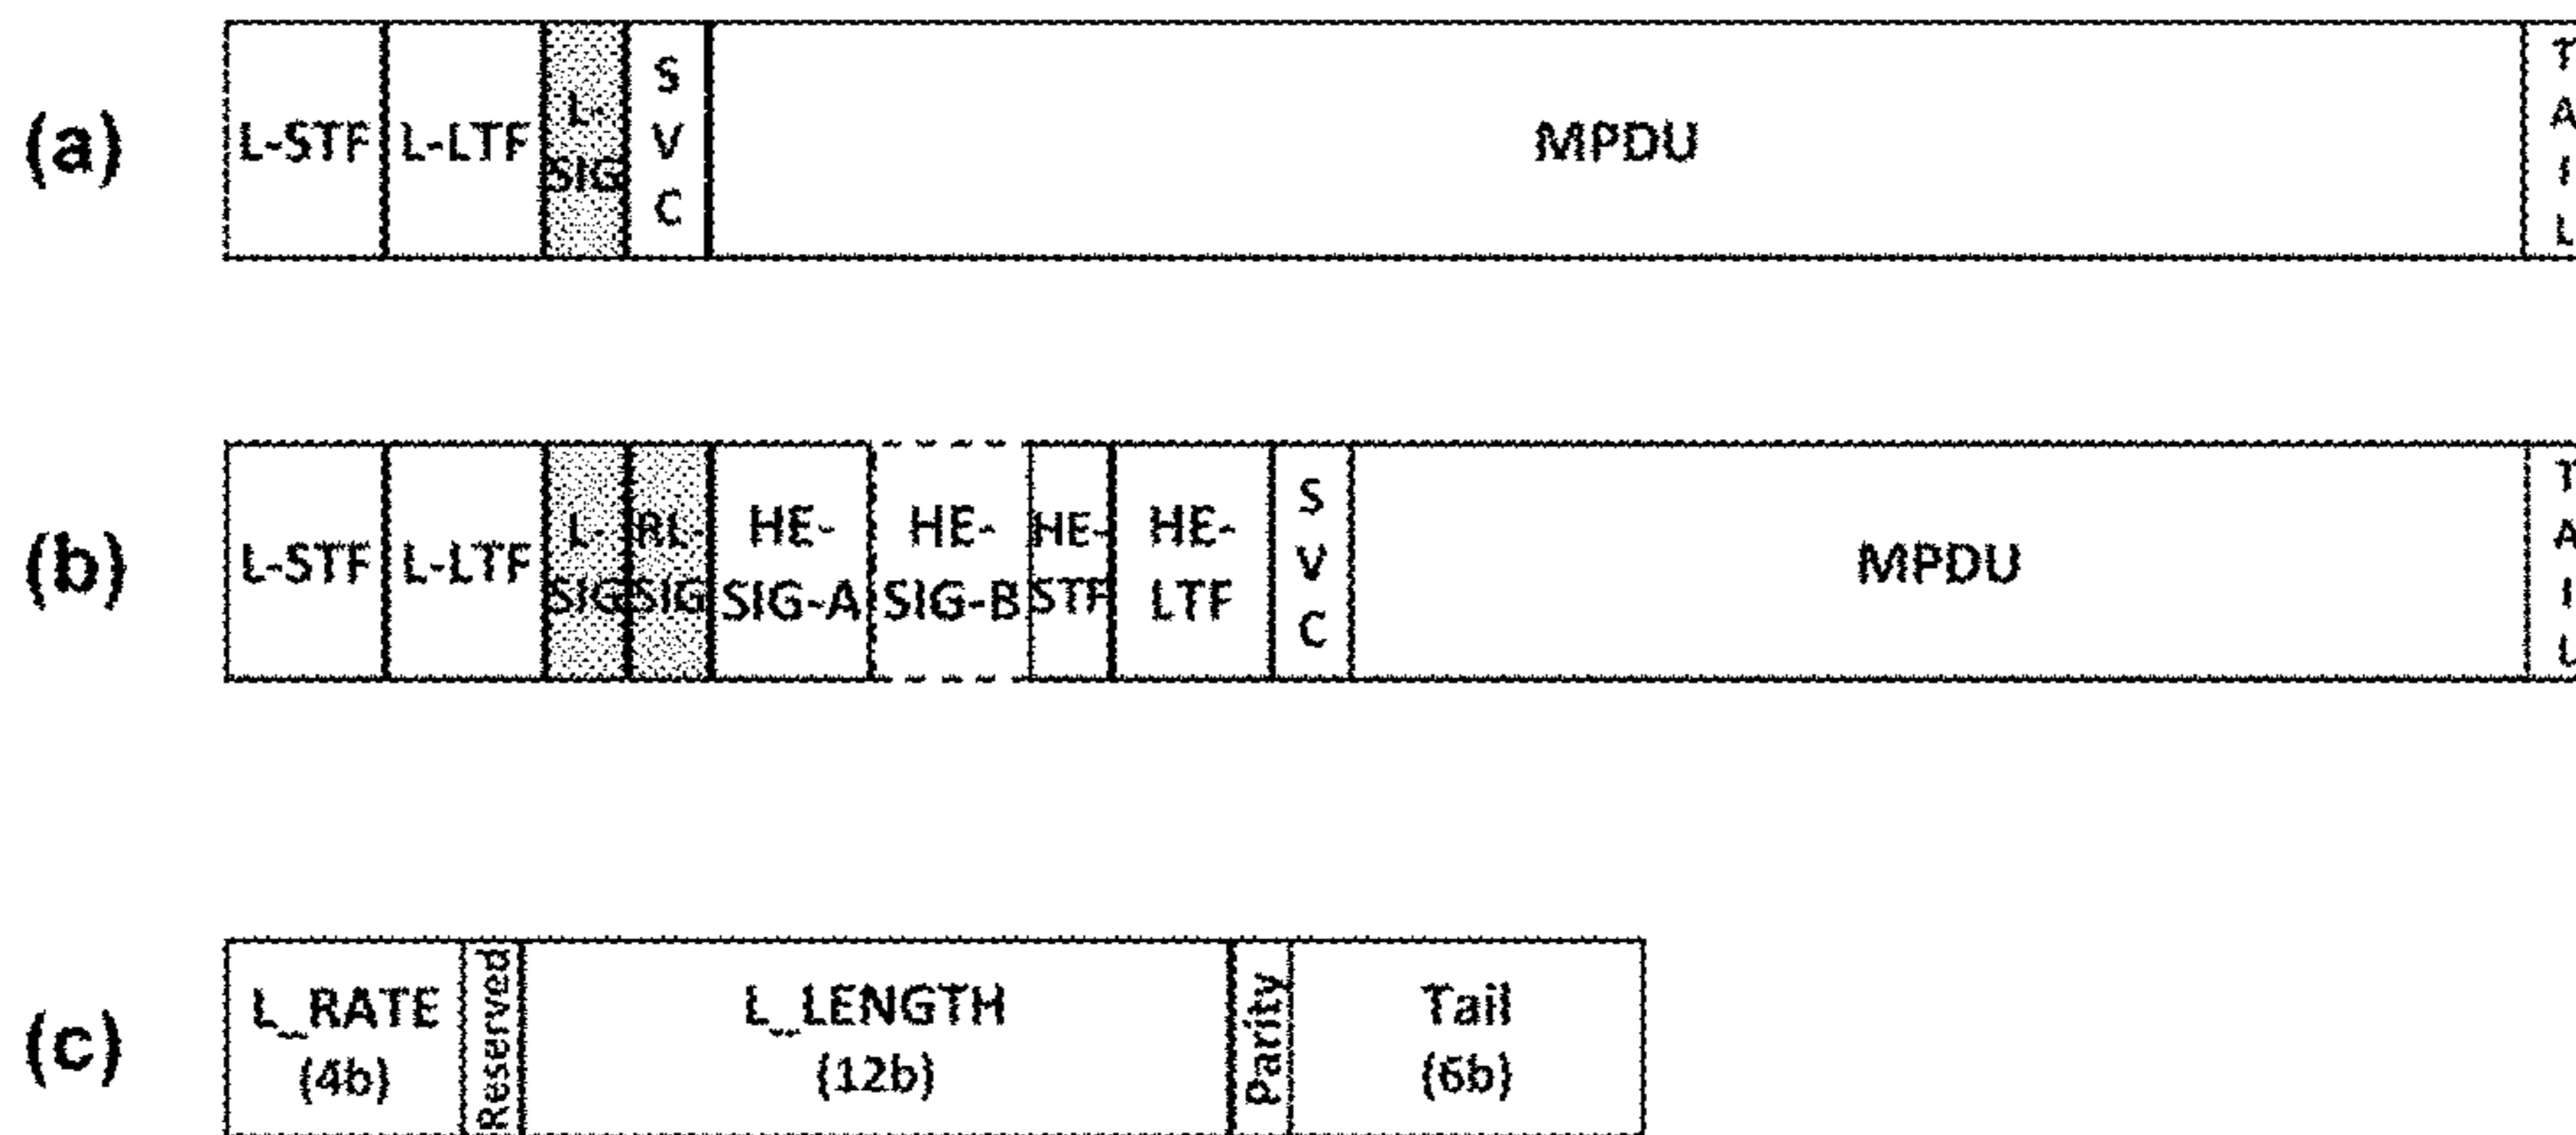 (a)
L-STF
L-LTF
L-
SIG
S
V
C
MPDU
T
A
I
L
(b)
L-STF
L-LTF
L-
SIG
RL-
SIG
HE-
SIG-A
HE-
SIG-B
HE-
STF
HE-
LTF
S
V
C
MPDU
T
A
I
L
(c)
L_RATE
(4b)
Reserved
L_LENGTH
(12b)
Parity
Tail
(6b)